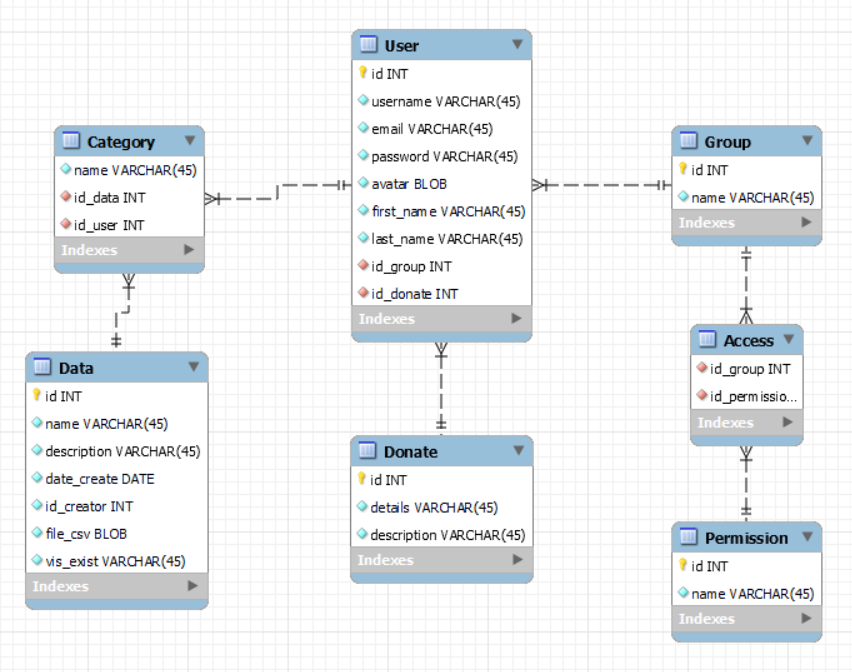 User
id INT
username VARCHAR(45)
email VARCHAR(45)
password VARCHAR(45)
avatar BLOB
first_name VARCHAR(45)
last_name VARCHAR(45)
id_group INT
id_donate INT
Indexes
Category
name VARCHAR(45)
id_data INT
id_user INT
Indexes
Group
id INT
name VARCHAR(45)
Indexes
Access
id_group INT
id_permissio...
Indexes
Data
id INT
name VARCHAR(45)
description VARCHAR(45)
date_create DATE
id_creator INT
file_csv BLOB
vis_exist VARCHAR(45)
Indexes
Donate
id INT
details VARCHAR(45)
description VARCHAR(45)
Indexes
Permission
id INT
name VARCHAR(45)
Indexes